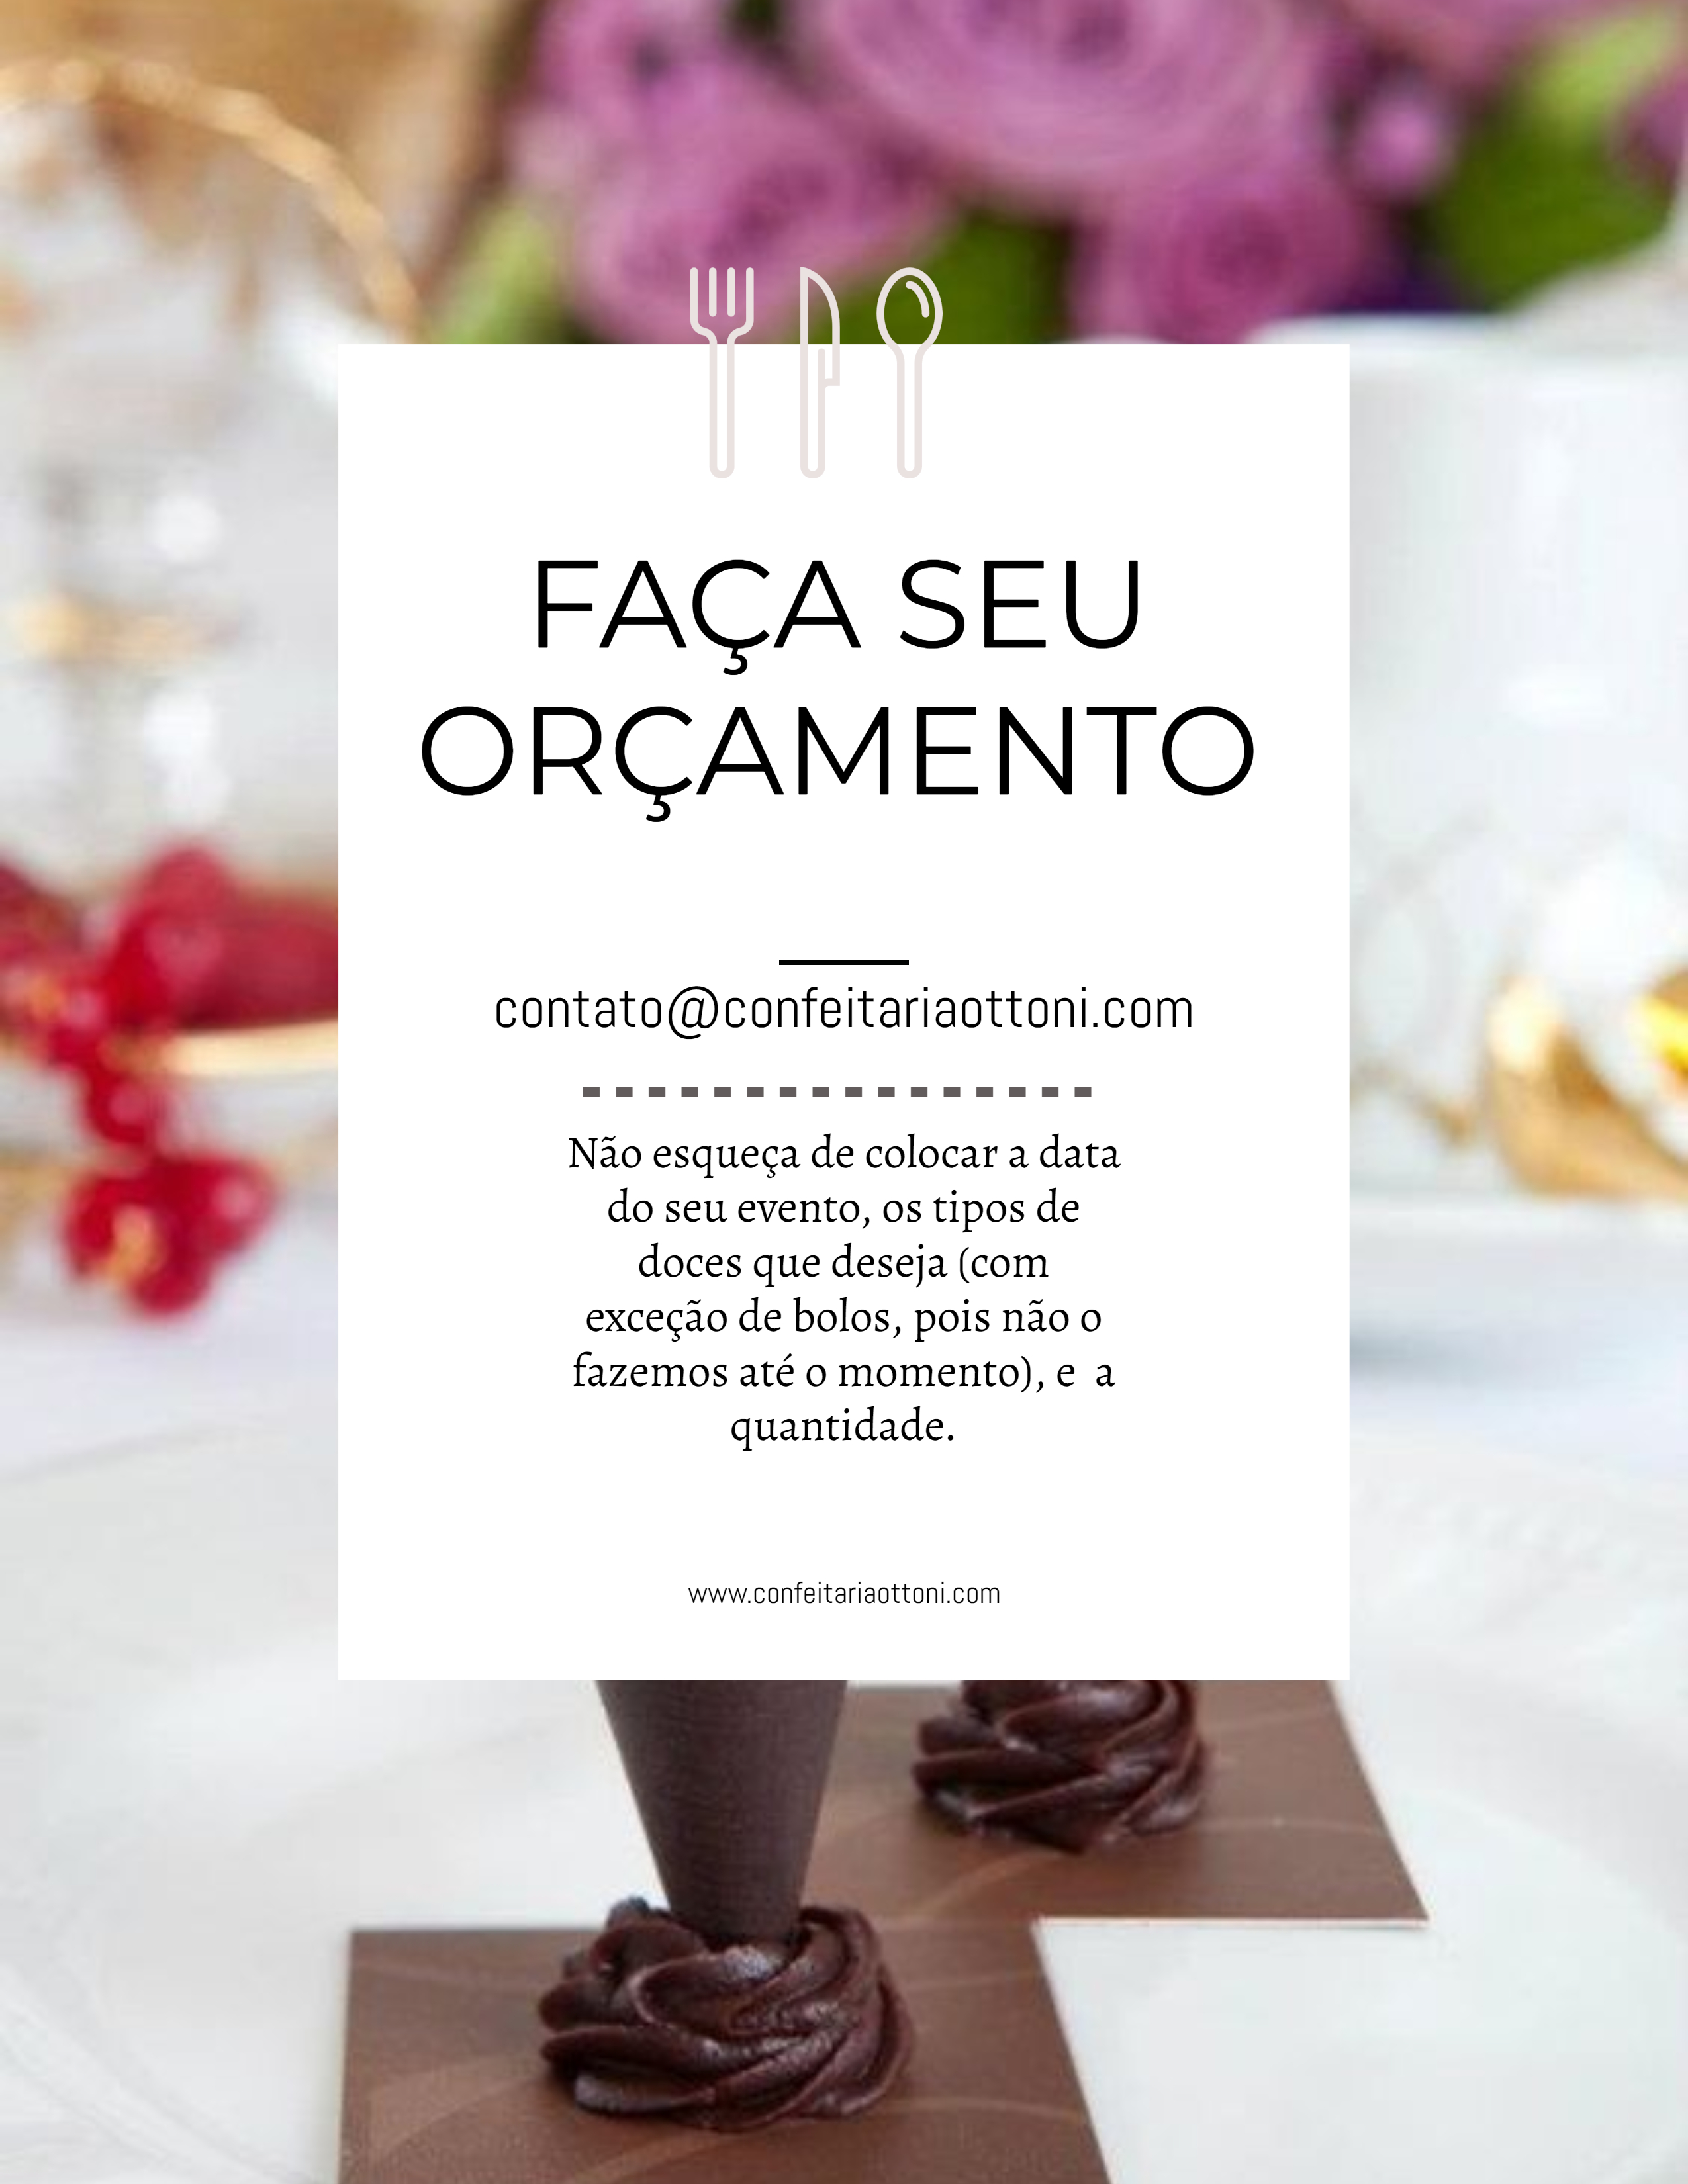 FAÇA SEU
ORÇAMENTO
contato@confeitariaottoni.com
Não esqueça de colocar a data
do seu evento, os tipos de
doces que deseja (com
exceção de bolos, pois não o
fazemos até o momento), e  a
quantidade.
www.confeitariaottoni.com